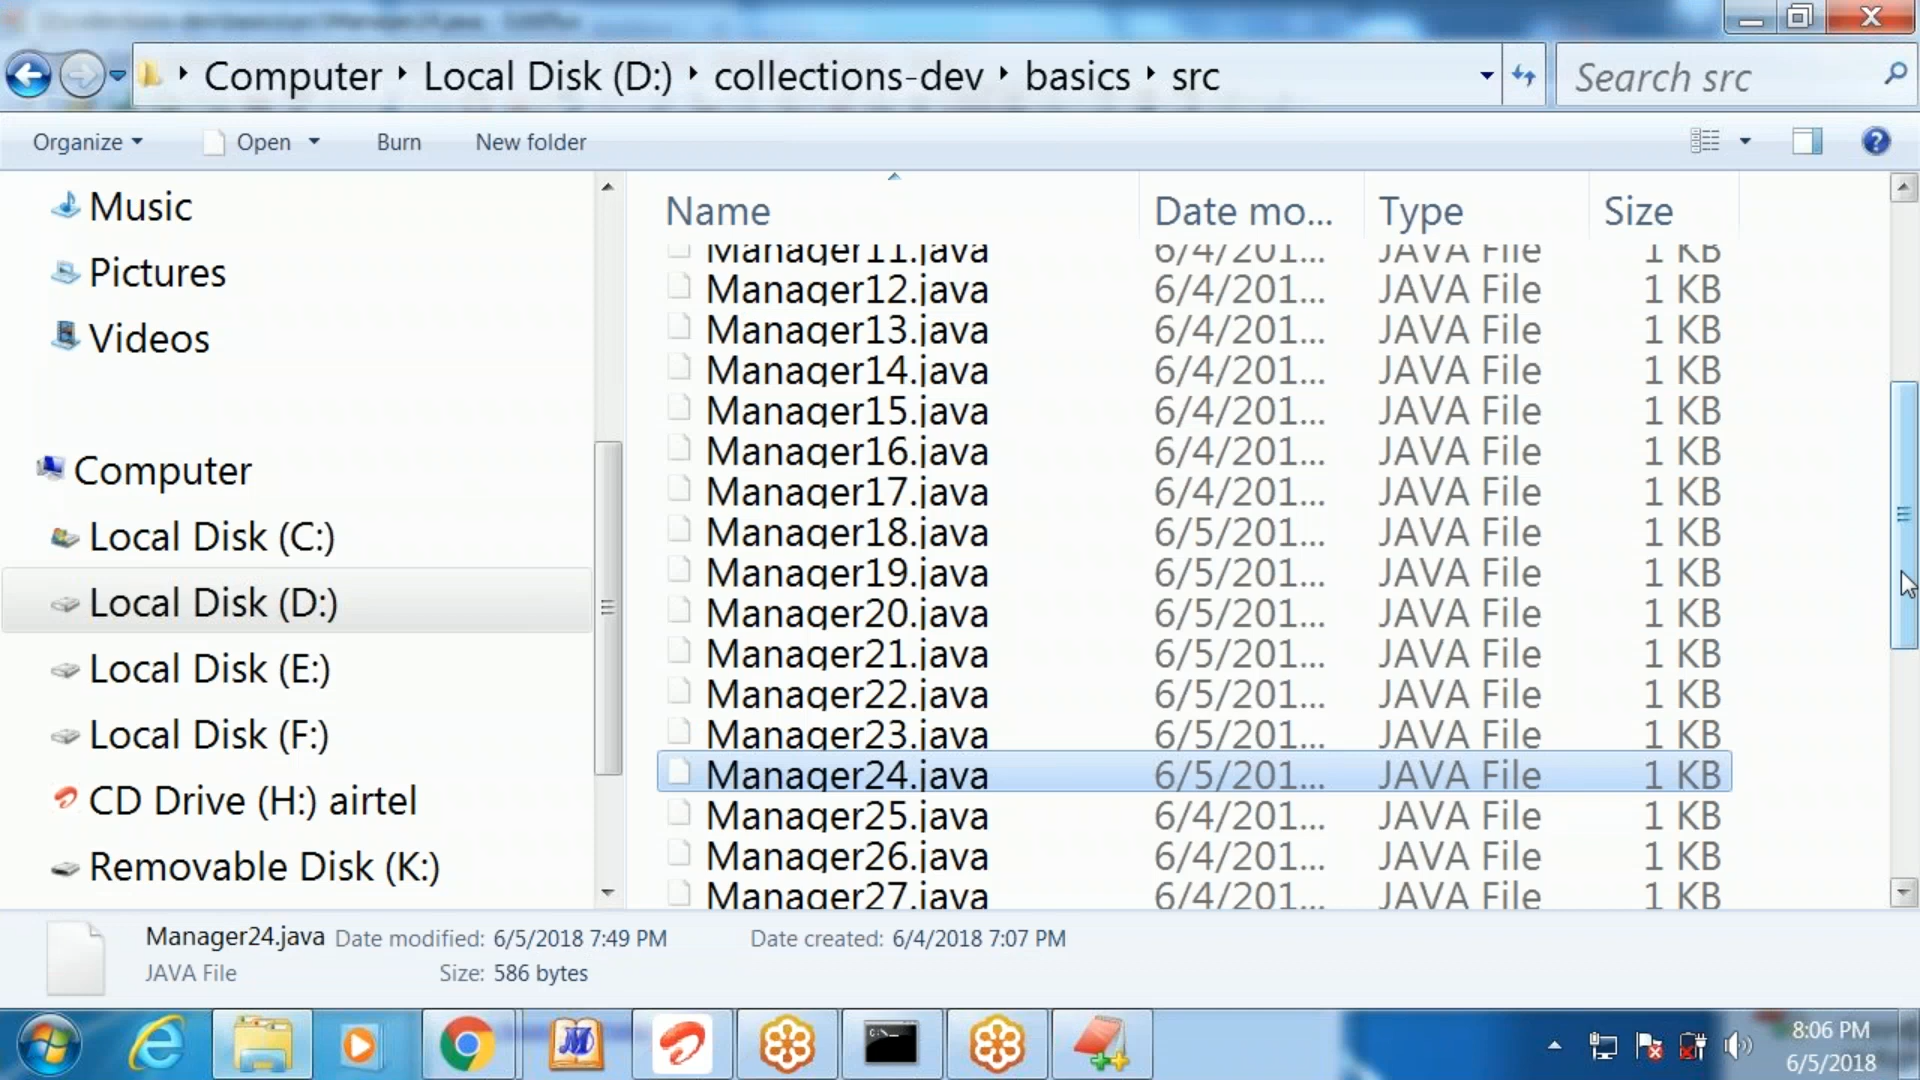 Computer Local Disk (D:) collections-dev basics src
Search src
Organize Open Burn New folder
Music
Pictures
Videos
Computer
Local Disk (C:)
Local Disk (D:)
Local Disk (E:)
Local Disk (F:)
CD Drive (H:) airtel
Removable Disk (K:)
Name Date mo... Type Size
Manager11.java 6/4/201... JAVA File 1 KB
Manager12.java 6/4/201... JAVA File 1 KB
Manager13.java 6/4/201... JAVA File 1 KB
Manager14.java 6/4/201... JAVA File 1 KB
Manager15.java 6/4/201... JAVA File 1 KB
Manager16.java 6/4/201... JAVA File 1 KB
Manager17.java 6/4/201... JAVA File 1 KB
Manager18.java 6/5/201... JAVA File 1 KB
Manager19.java 6/5/201... JAVA File 1 KB
Manager20.java 6/5/201... JAVA File 1 KB
Manager21.java 6/5/201... JAVA File 1 KB
Manager22.java 6/5/201... JAVA File 1 KB
Manager23.java 6/5/201... JAVA File 1 KB
Manager24.java 6/5/201... JAVA File 1 KB
Manager25.java 6/4/201... JAVA File 1 KB
Manager26.java 6/4/201... JAVA File 1 KB
Manager27.java 6/4/201... JAVA File 1 KB
Manager24.java Date modified: 6/5/2018 7:49 PM Date created: 6/4/2018 7:07 PM
JAVA File Size: 586 bytes
8:06 PM
6/5/2018